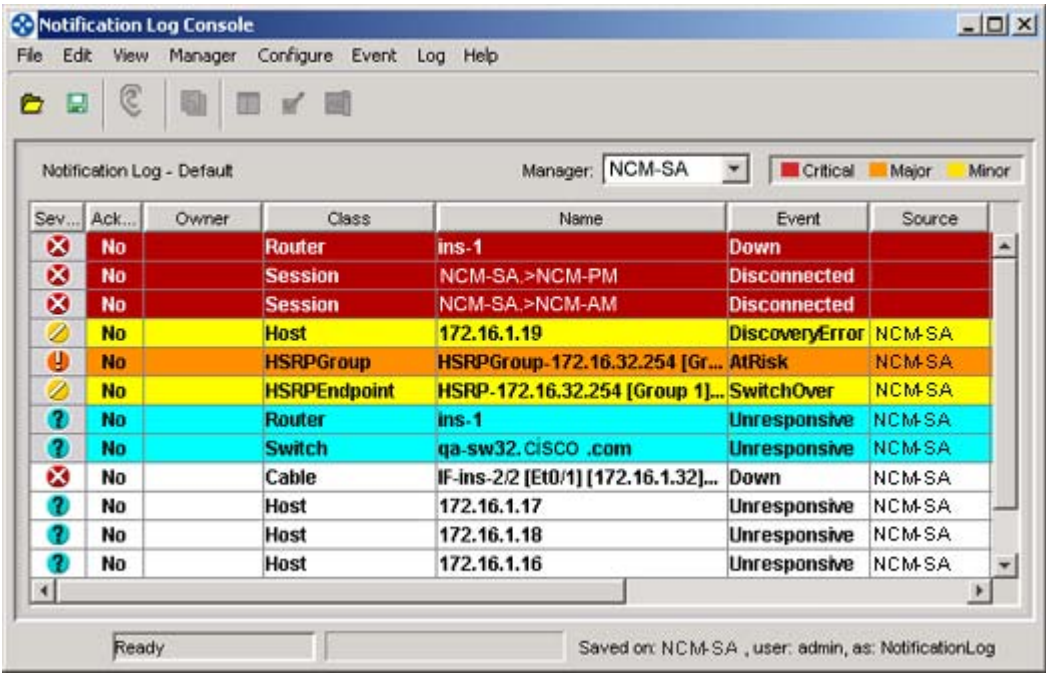 Notification Log Console
File Edit View Manager Configure Event Log Help
Notification Log - Default Manager: NCM-SA Critical Major Minor
Sev... Ack... Owner Class Name Event Source
No Router ins-1 Down
No Session NCM-SA.>NCM-PM Disconnected
No Session NCM-SA.>NCM-AM Disconnected
No Host 172.16.1.19 DiscoveryError NCM-SA
No HSRPGroup HSRPGroup-172.16.32.254 [Gr... AtRisk NCM-SA
No HSRPEndpoint HSRP-172.16.32.254 [Group 1]... SwitchOver NCM-SA
No Router ins-1 Unresponsive NCM-SA
No Switch qa-sw32.cisco .com Unresponsive NCM-SA
No Cable IF-ins-2/2 [Et0/1] [172.16.1.32]... Down NCM-SA
No Host 172.16.1.17 Unresponsive NCM-SA
No Host 172.16.1.18 Unresponsive NCM-SA
No Host 172.16.1.16 Unresponsive NCM-SA
Ready Saved on: NCM-SA , user: admin, as: NotificationLog